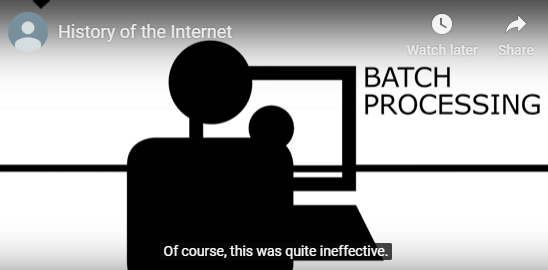 History of the Internet
Watch later
Share
BATCH
PROCESSING
Of course, this was quite ineffective.